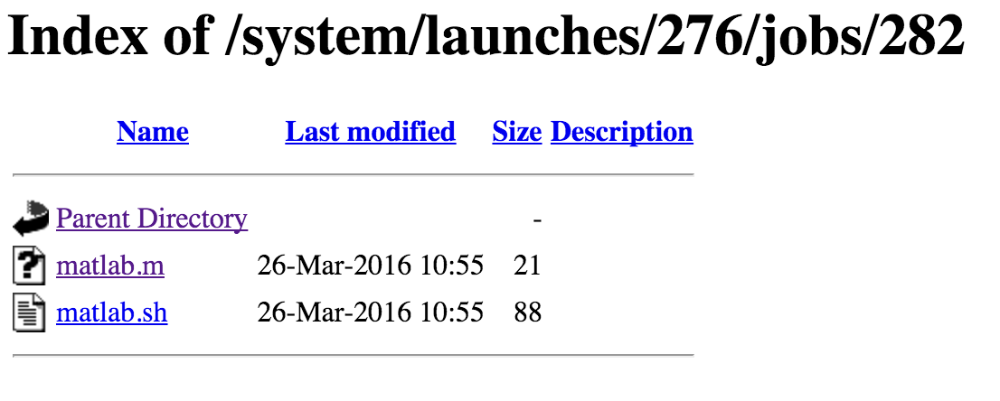 Index of /system/launches/276/jobs/282
Name Last modified Size Description
Parent Directory -
matlab.m 26-Mar-2016 10:55 21
matlab.sh 26-Mar-2016 10:55 88